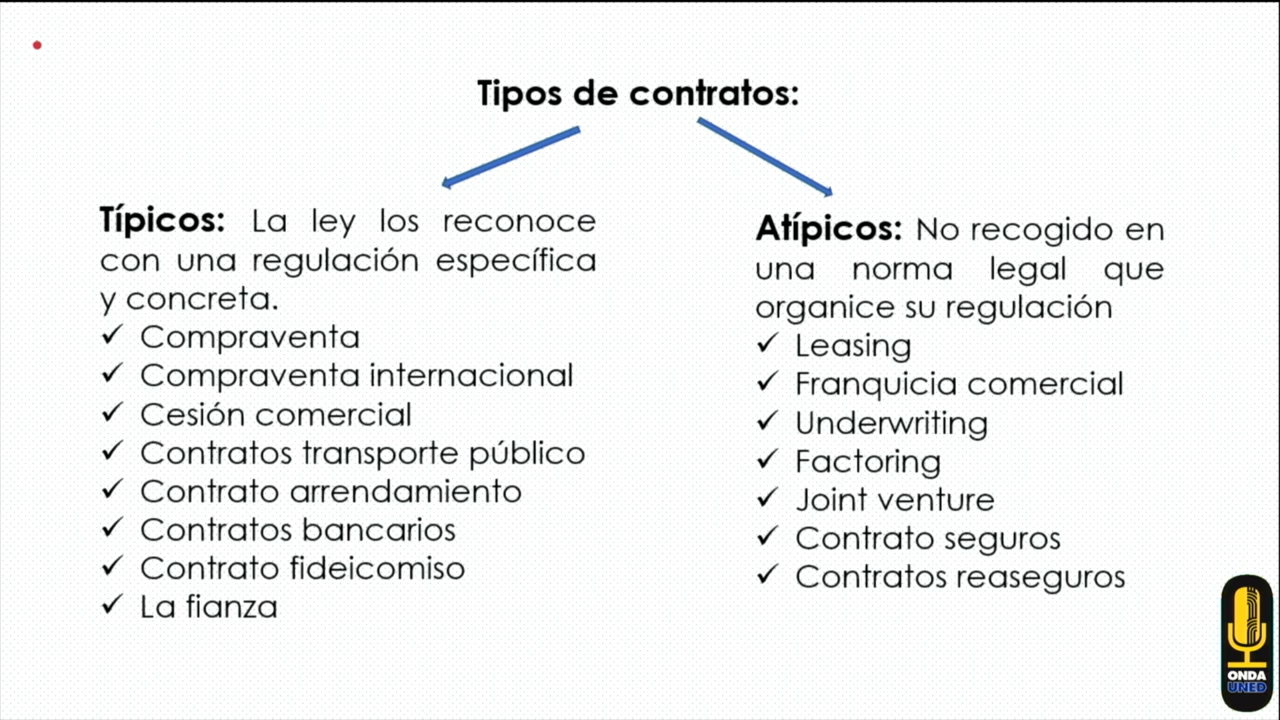 Tipos de contratos:
Típicos: La ley los reconoce
con una regulación específica
y concreta.
✓ Compraventa
✓ Compraventa internacional
✓ Cesión comercial
✓ Contratos transporte público
✓ Contrato arrendamiento
✓ Contratos bancarios
✓ Contrato fideicomiso
✓ La fianza
Atípicos: No recogido en
una norma legal que
organice su regulación
✓ Leasing
✓ Franquicia comercial
✓ Underwriting
✓ Factoring
✓ Joint venture
✓ Contrato seguros
✓ Contratos reaseguros
ONDA
UNED